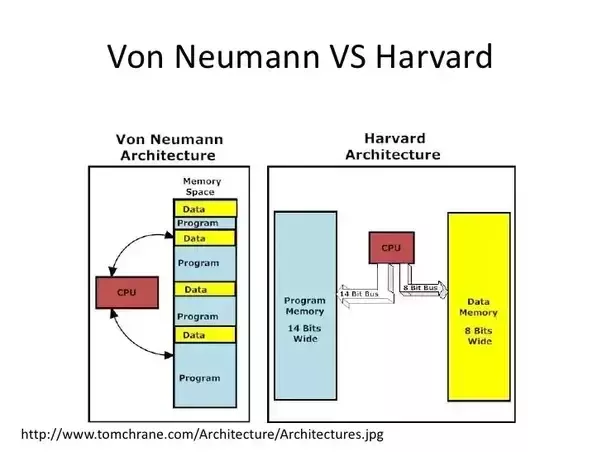 Von Neumann VS Harvard
Von Neumann
Architecture
Memory
Space
Data
Program
Data
Program
CPU
Data
Program
Data
Program
Harvard
Architecture
CPU
14 Bit Bus
8 Bit Bus
Program
Memory
14 Bits
Wide
Data
Memory
8 Bits
Wide
http://www.tomchrane.com/Architecture/Architectures.jpg